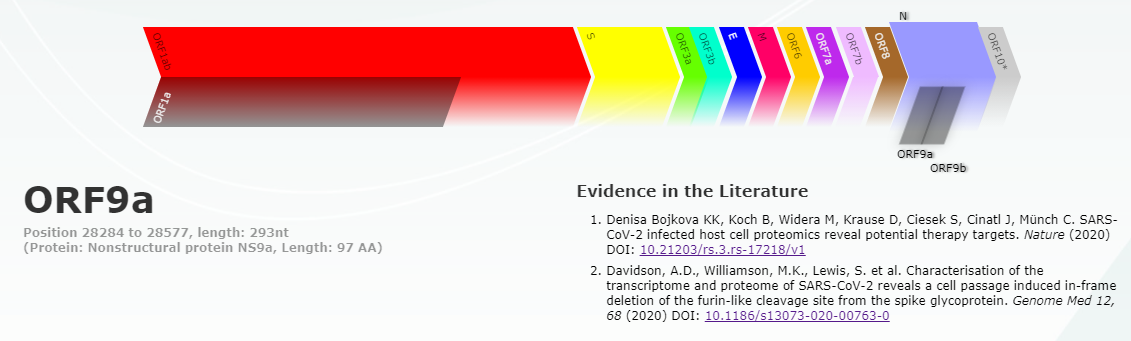 N
ORF1ab
S
ORF3a
ORF3b
E
M
ORF6
ORF7a
ORF7b
ORF8
ORF10*
ORF1a
ORF9a
ORF9b
ORF9a
Position 28284 to 28577, length: 293nt
(Protein: Nonstructural protein NS9a, Length: 97 AA)
Evidence in the Literature
1. Denisa Bojkova KK, Koch B, Widera M, Krause D, Ciesek S, Cinatl J, Münch C. SARS-
CoV-2 infected host cell proteomics reveal potential therapy targets. Nature (2020)
DOI: 10.21203/rs.3.rs-17218/v1
2. Davidson, A.D., Williamson, M.K., Lewis, S. et al. Characterisation of the
transcriptome and proteome of SARS-CoV-2 reveals a cell passage induced in-frame
deletion of the furin-like cleavage site from the spike glycoprotein. Genome Med 12,
68 (2020) DOI: 10.1186/s13073-020-00763-0